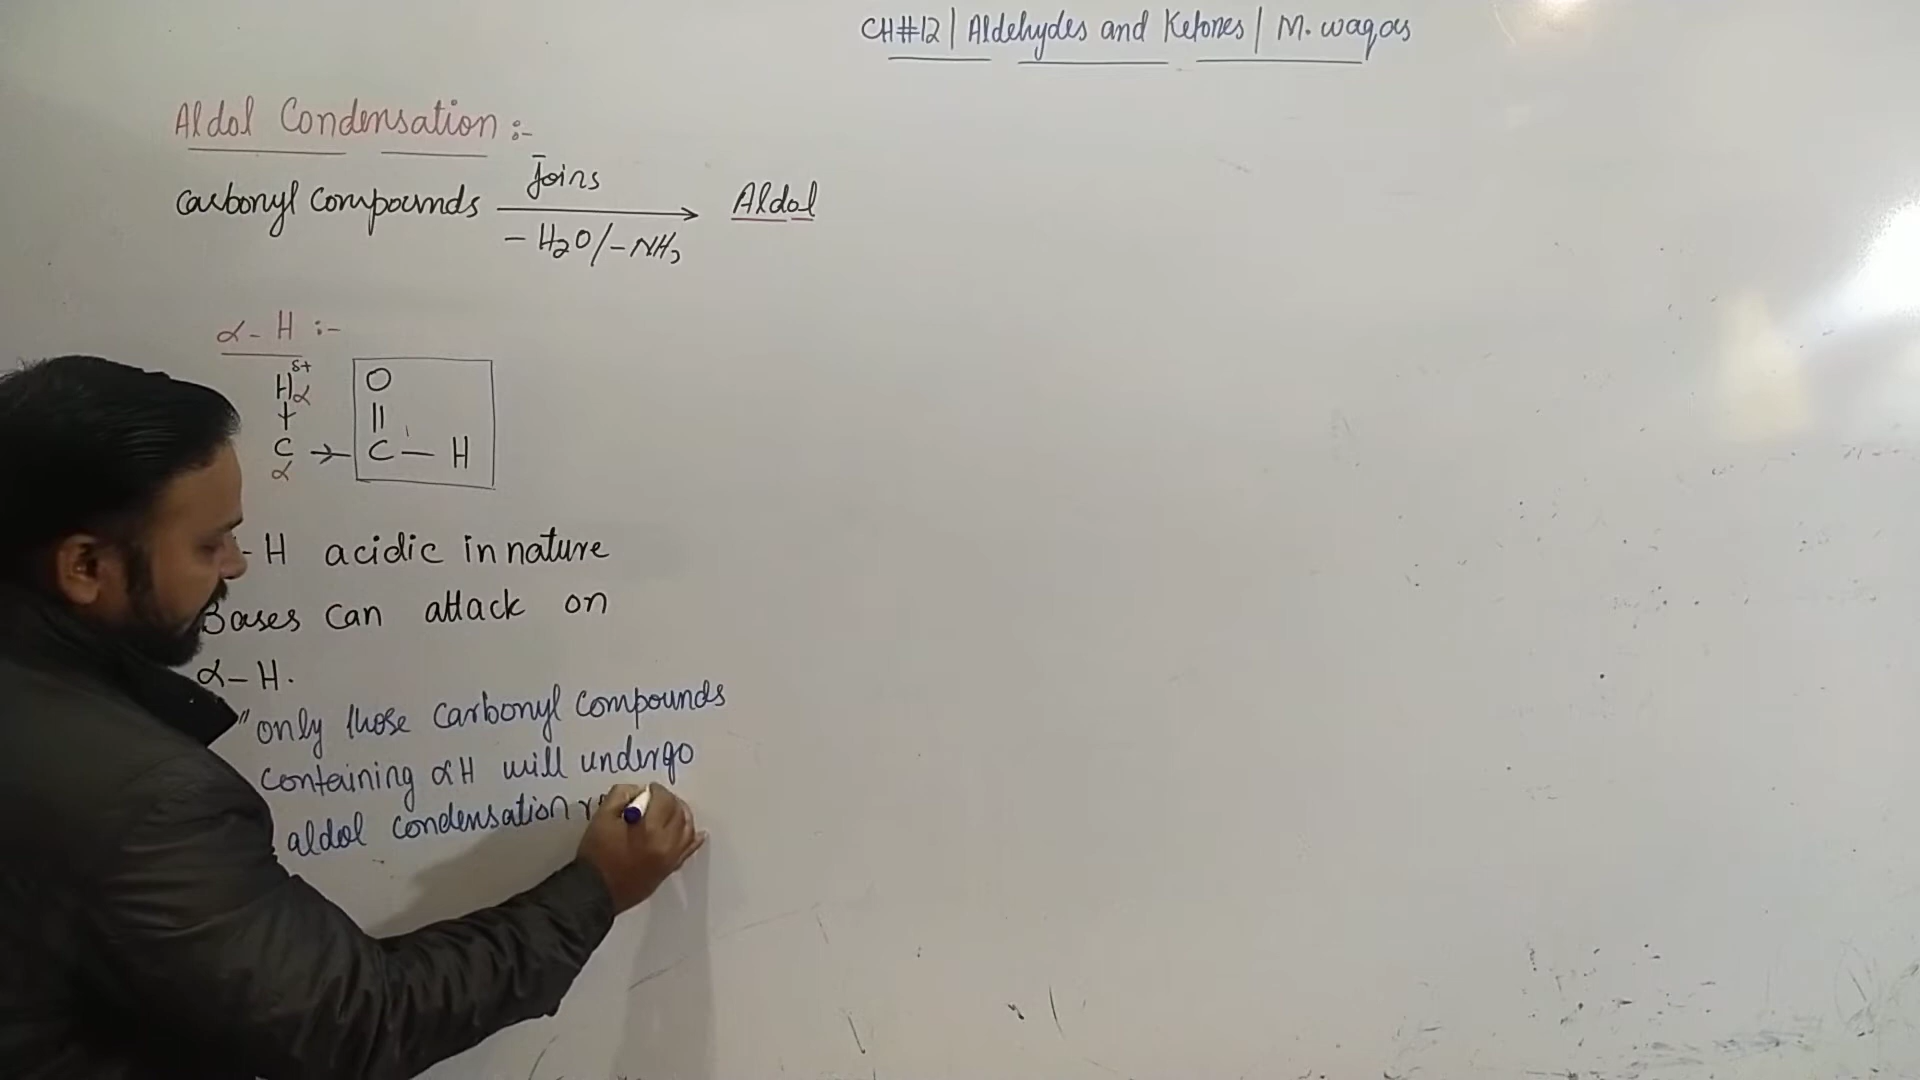 CH#12 | Aldehydes and Ketones | M. waqas
Aldol Condensation :-
Carbonyl Compounds Joins → Aldol
- H₂O / - NH₃
α - H :-
δ+
H α O
C → C — H
α
- H acidic in nature
Bases can attack on
α - H.
"only those carbonyl compounds
containing αH will undergo
aldol condensation